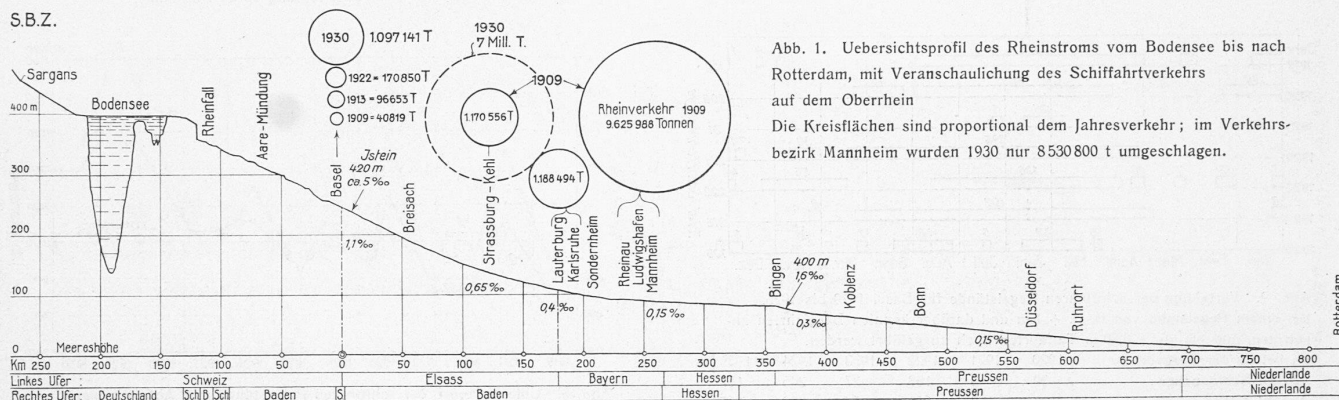 S.B.Z.
Sargans
400 m
300
200
100
0
Bodensee
Meereshöhe
Rheinfall
Aare-Mündung
1930
1.097141 T
1922 = 170850 T
1913 = 96653 T
1909 = 40819 T
Basel
Jstein
420 m
ca. 5 ‰
Breisach
1,1 ‰
1930
7 Mill. T.
1909
1.170 556 T
Strassburg - Kehl
0,65 ‰
1.188 494 T
Lauterburg
Karlsruhe
Sondernheim
0,4 ‰
Rheinverkehr 1909
9.625 988 Tonnen
Rheinau
Ludwigshafen
Mannheim
0,15 ‰
Bingen
400 m
1,6 ‰
Koblenz
0,3 ‰
Bonn
Düsseldorf
0,15 ‰
Ruhrort
Rotterdam
Abb. 1. Uebersichtsprofil des Rheinstroms vom Bodensee bis nach
Rotterdam, mit Veranschaulichung des Schiffahrtverkehrs
auf dem Oberrhein
Die Kreisflächen sind proportional dem Jahresverkehr; im Verkehrs-
bezirk Mannheim wurden 1930 nur 8530800 t umgeschlagen.
Km 250 200 150 100 50 0 50 100 150 200 250 300 350 400 450 500 550 600 650 700 750 800
Linkes Ufer : Schweiz Elsass Bayern Hessen Preussen Niederlande
Rechtes Ufer: Deutschland Sch B Sch Baden S Baden Hessen Preussen Niederlande